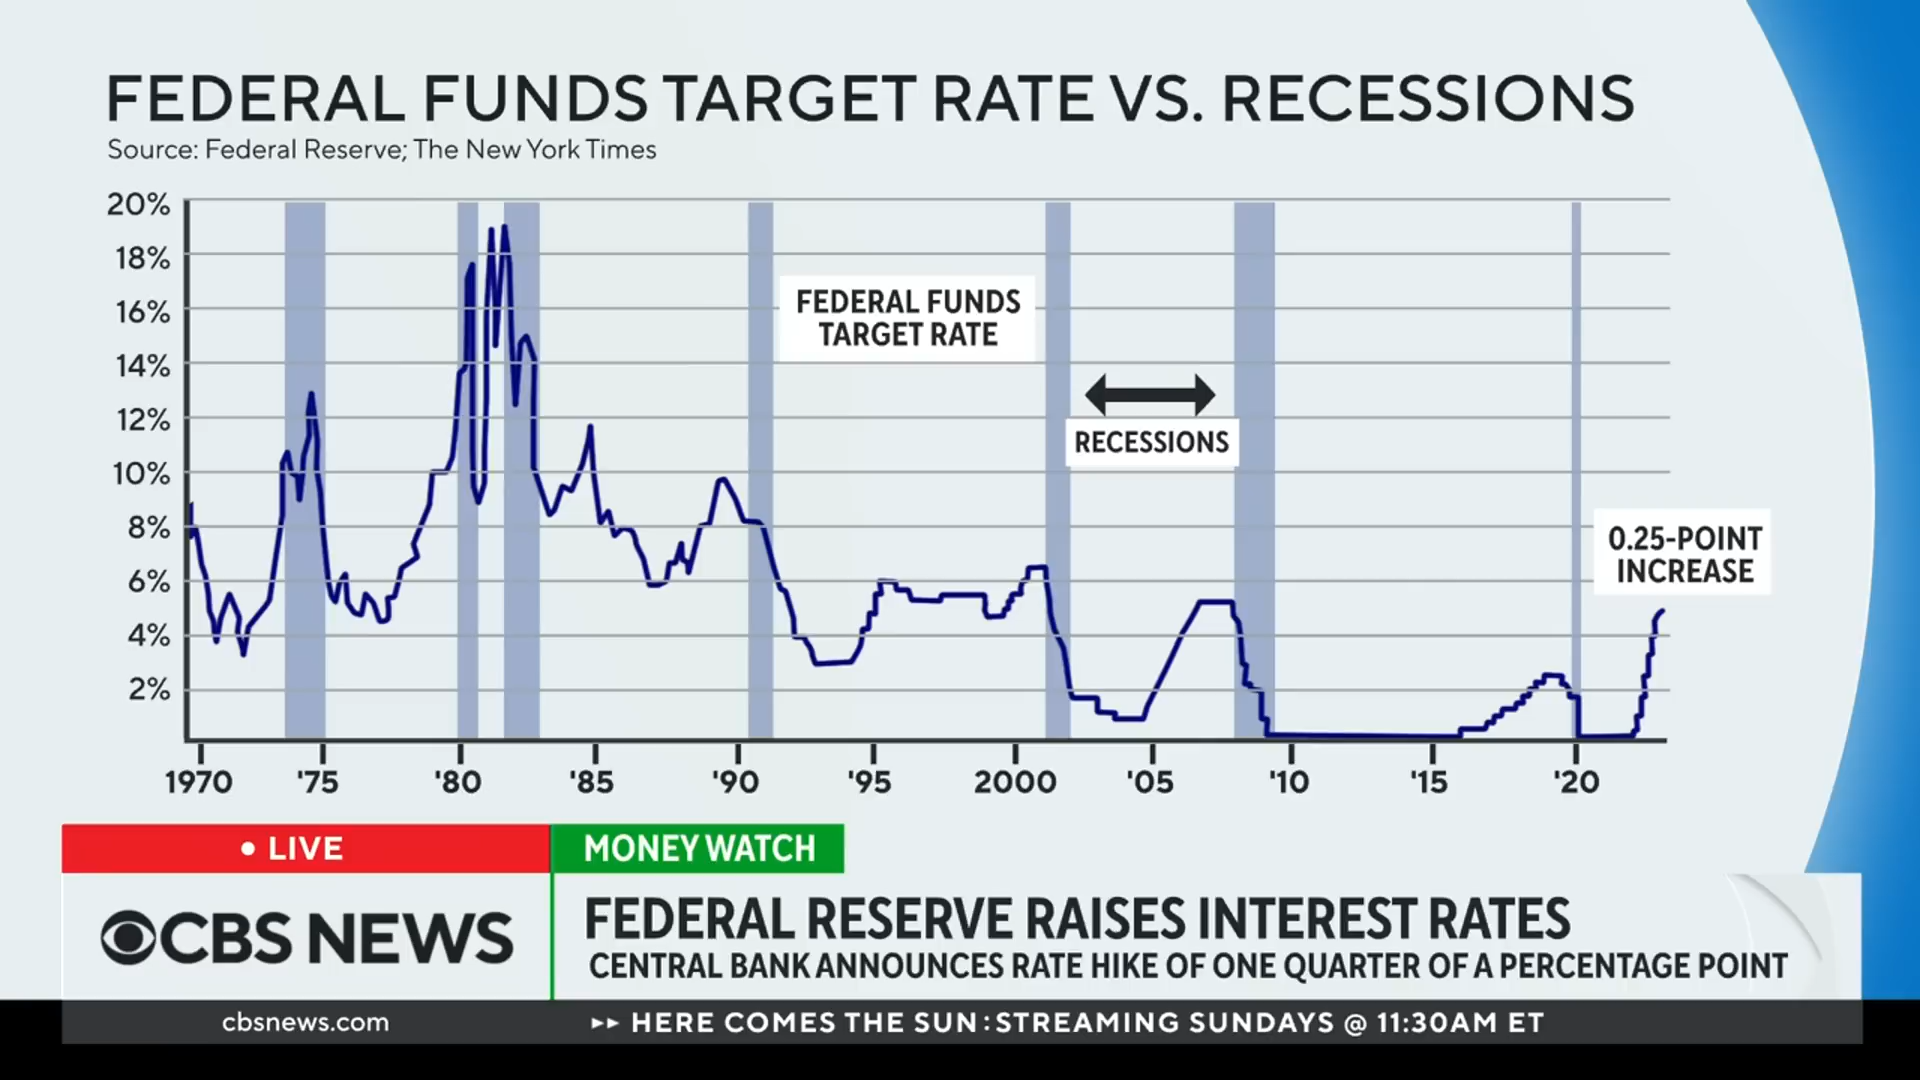 FEDERAL FUNDS TARGET RATE VS. RECESSIONS
Source: Federal Reserve; The New York Times
20%
18%
16%
14%
12%
10%
8%
6%
4%
2%
FEDERAL FUNDS
TARGET RATE
RECESSIONS
0.25-POINT
INCREASE
1970 '75 '80 '85 '90 '95 2000 '05 '10 '15 '20
LIVE
MONEY WATCH
CBS NEWS
FEDERAL RESERVE RAISES INTEREST RATES
CENTRAL BANK ANNOUNCES RATE HIKE OF ONE QUARTER OF A PERCENTAGE POINT
cbsnews.com
HERE COMES THE SUN: STREAMING SUNDAYS @ 11:30AM ET